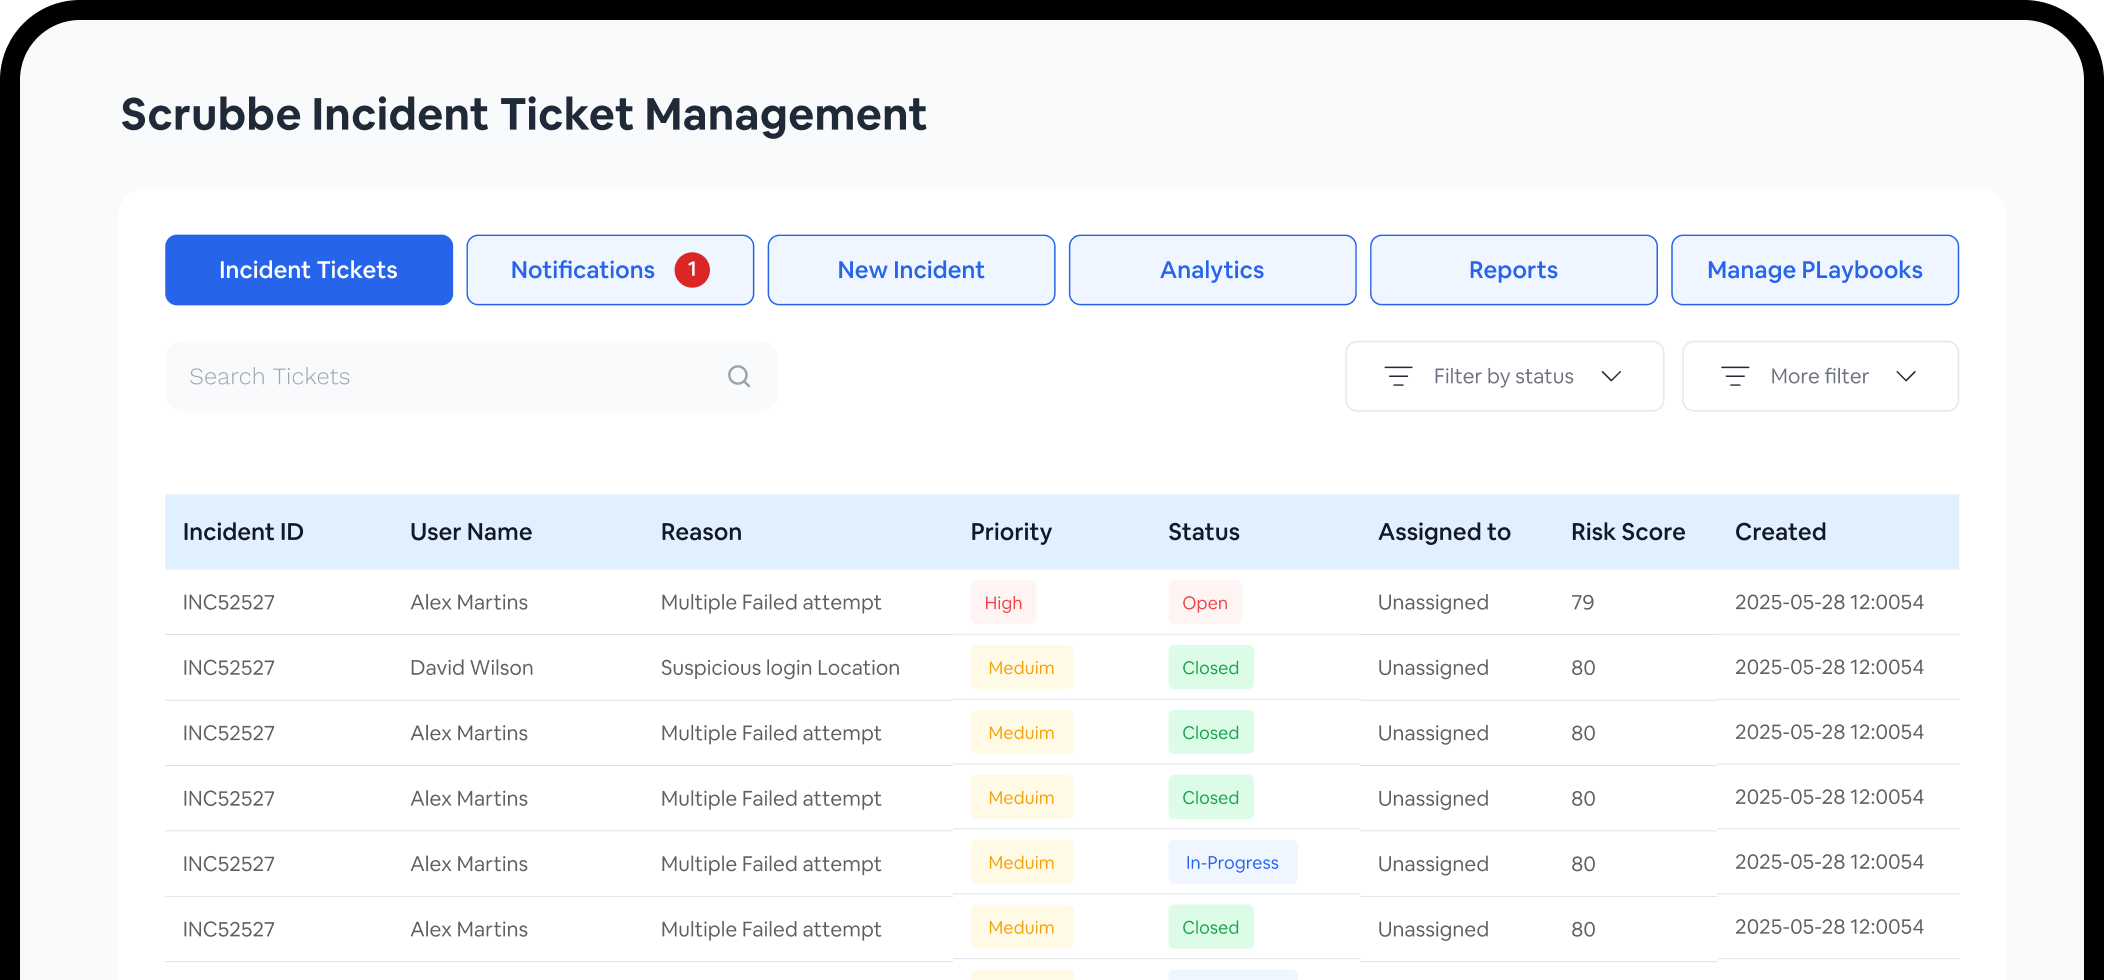 Scrubbe Incident Ticket Management
Incident Tickets Notifications 1 New Incident Analytics Reports Manage PLaybooks
Search Tickets Filter by status More filter
Incident ID User Name Reason Priority Status Assigned to Risk Score Created
INC52527 Alex Martins Multiple Failed attempt High Open Unassigned 79 2025-05-28 12:0054
INC52527 David Wilson Suspicious login Location Meduim Closed Unassigned 80 2025-05-28 12:0054
INC52527 Alex Martins Multiple Failed attempt Meduim Closed Unassigned 80 2025-05-28 12:0054
INC52527 Alex Martins Multiple Failed attempt Meduim Closed Unassigned 80 2025-05-28 12:0054
INC52527 Alex Martins Multiple Failed attempt Meduim In-Progress Unassigned 80 2025-05-28 12:0054
INC52527 Alex Martins Multiple Failed attempt Meduim Closed Unassigned 80 2025-05-28 12:0054